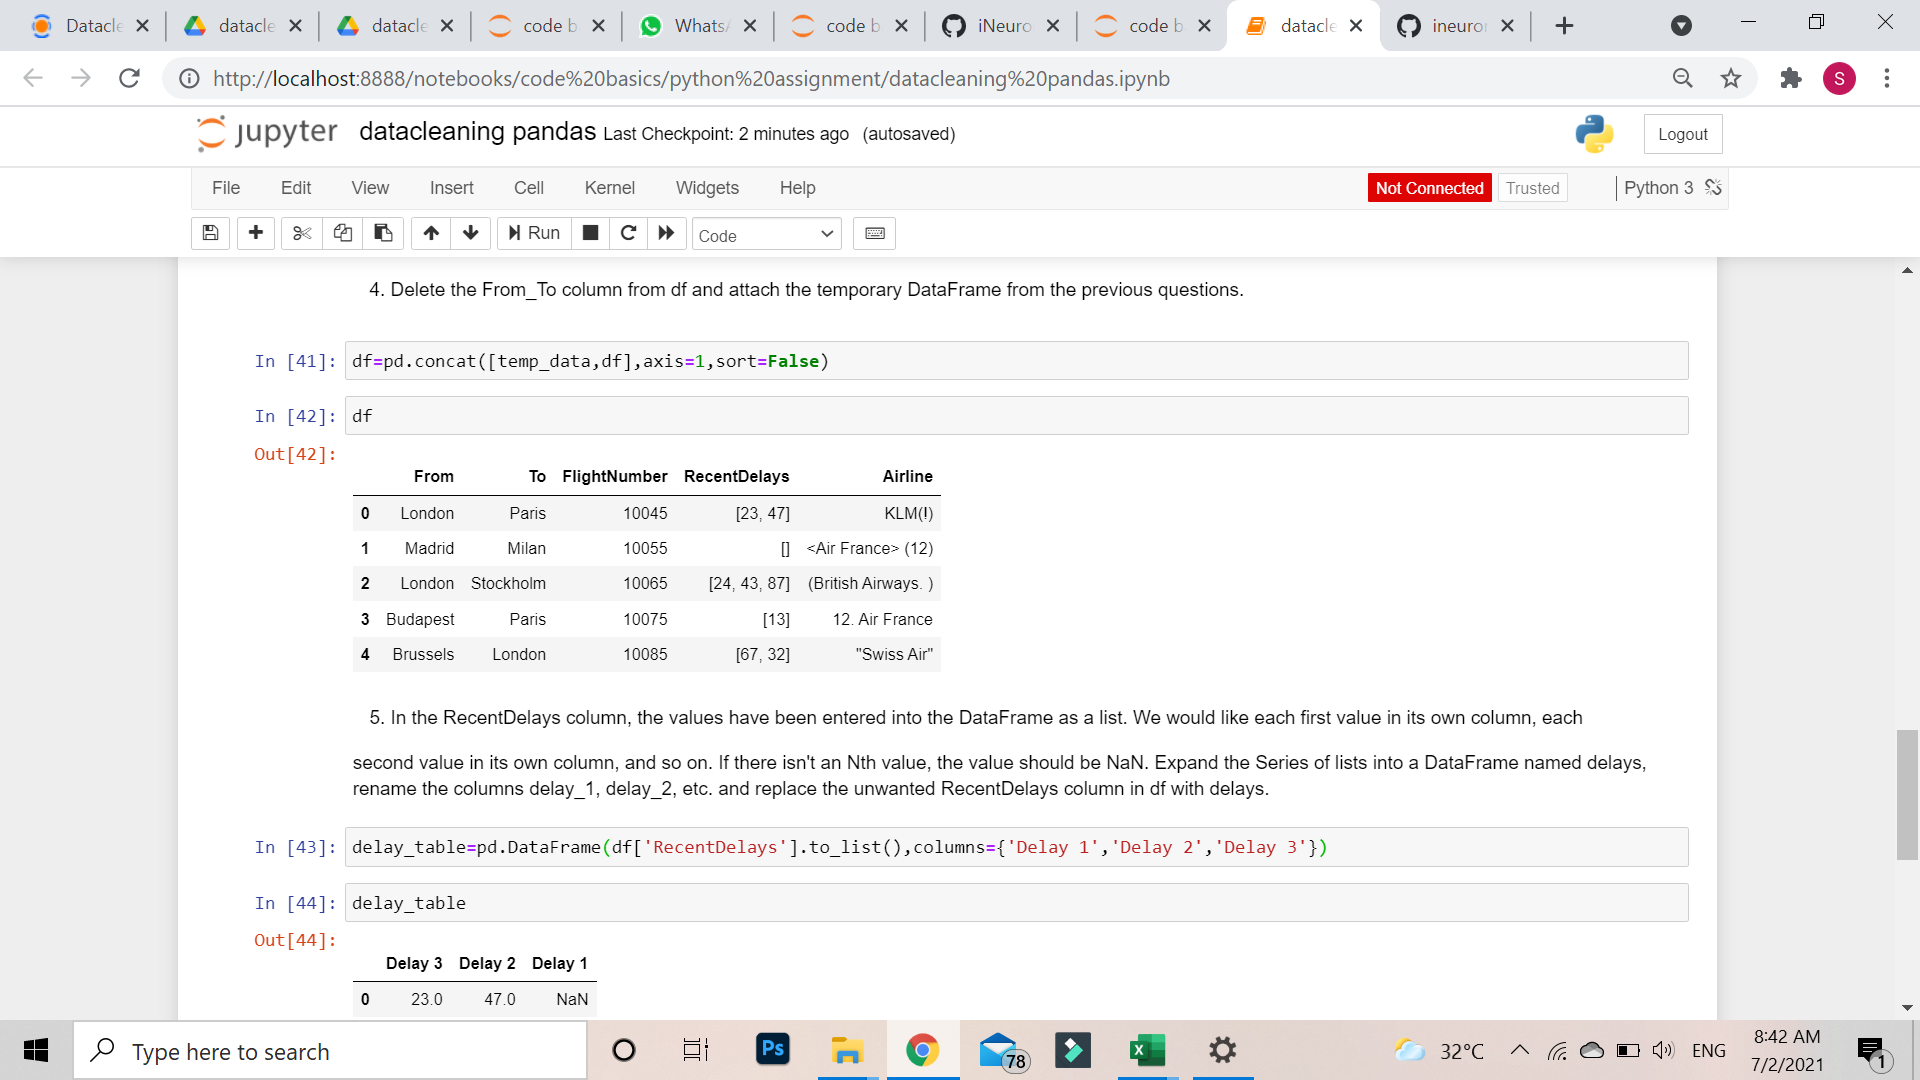 Datacle
datacle
datacle
code b
Whats
code b
iNeuro
code b
datacle
ineuron
http://localhost:8888/notebooks/code%20basics/python%20assignment/datacleaning%20pandas.ipynb
S
jupyter datacleaning pandas Last Checkpoint: 2 minutes ago (autosaved)
Logout
File Edit View Insert Cell Kernel Widgets Help
Not Connected Trusted Python 3
Run Code
4. Delete the From_To column from df and attach the temporary DataFrame from the previous questions.
In [41]: df=pd.concat([temp_data,df],axis=1,sort=False)
In [42]: df
Out[42]:
From To FlightNumber RecentDelays Airline
0 London Paris 10045 [23, 47] KLM(!)
1 Madrid Milan 10055 [] <Air France> (12)
2 London Stockholm 10065 [24, 43, 87] (British Airways. )
3 Budapest Paris 10075 [13] 12. Air France
4 Brussels London 10085 [67, 32] "Swiss Air"
5. In the RecentDelays column, the values have been entered into the DataFrame as a list. We would like each first value in its own column, each
second value in its own column, and so on. If there isn't an Nth value, the value should be NaN. Expand the Series of lists into a DataFrame named delays,
rename the columns delay_1, delay_2, etc. and replace the unwanted RecentDelays column in df with delays.
In [43]: delay_table=pd.DataFrame(df['RecentDelays'].to_list(),columns={'Delay 1','Delay 2','Delay 3'})
In [44]: delay_table
Out[44]:
Delay 3 Delay 2 Delay 1
0 23.0 47.0 NaN
Type here to search
Ps
78
32°C
ENG
8:42 AM
7/2/2021
1